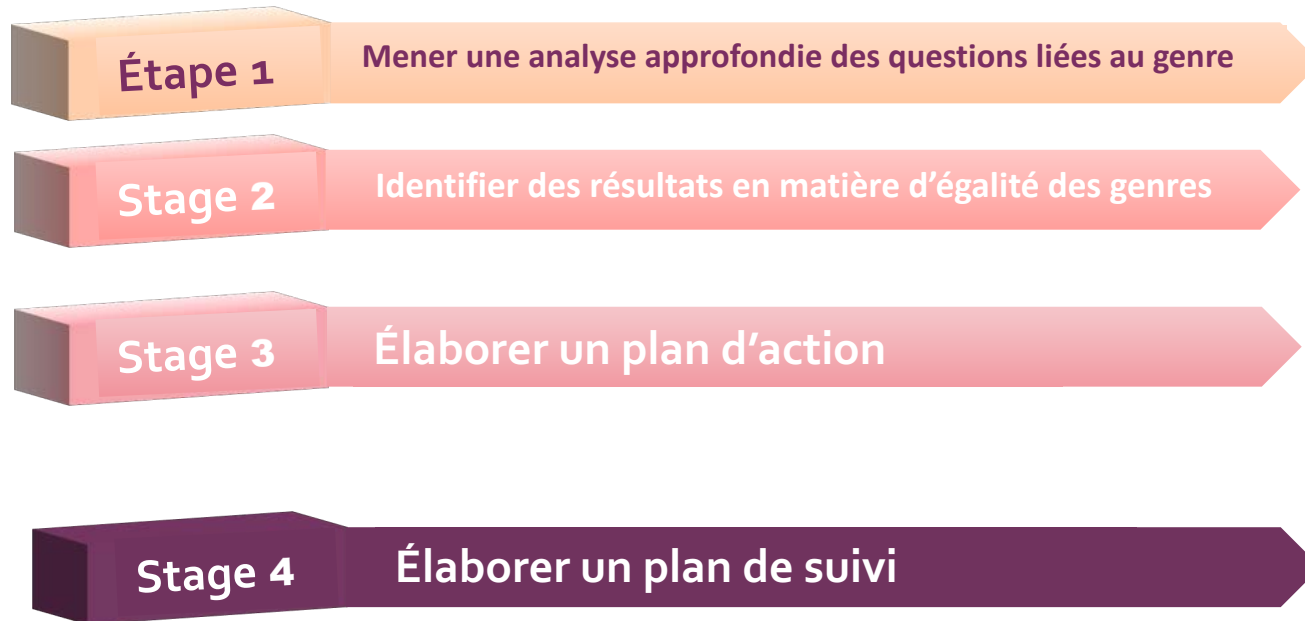 Étape 1
Mener une analyse approfondie des questions liées au genre
Stage 2
Identifier des résultats en matière d’égalité des genres
Stage 3
Élaborer un plan d’action
Stage 4
Élaborer un plan de suivi